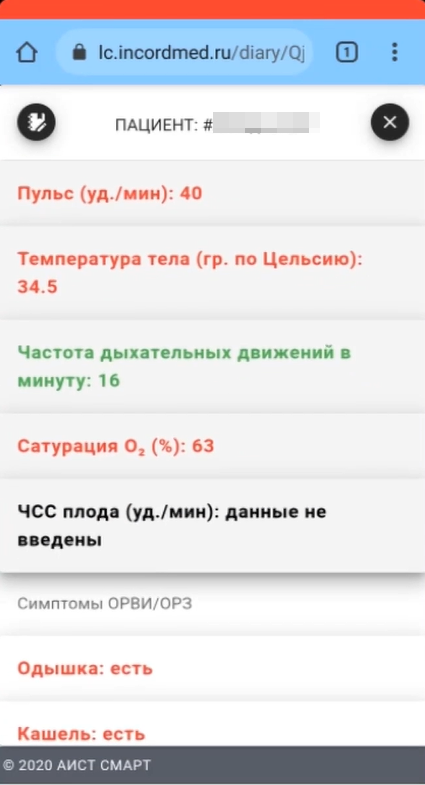 lc.incordmed.ru/diary/Qj
1
ПАЦИЕНТ: #
Пульс (уд./мин): 40
Температура тела (гр. по Цельсию):
34.5
Частота дыхательных движений в
минуту: 16
Сатурация O₂ (%): 63
ЧСС плода (уд./мин): данные не
введены
Симптомы ОРВИ/ОРЗ
Одышка: есть
Кашель: есть
© 2020 АИСТ СМАРТ